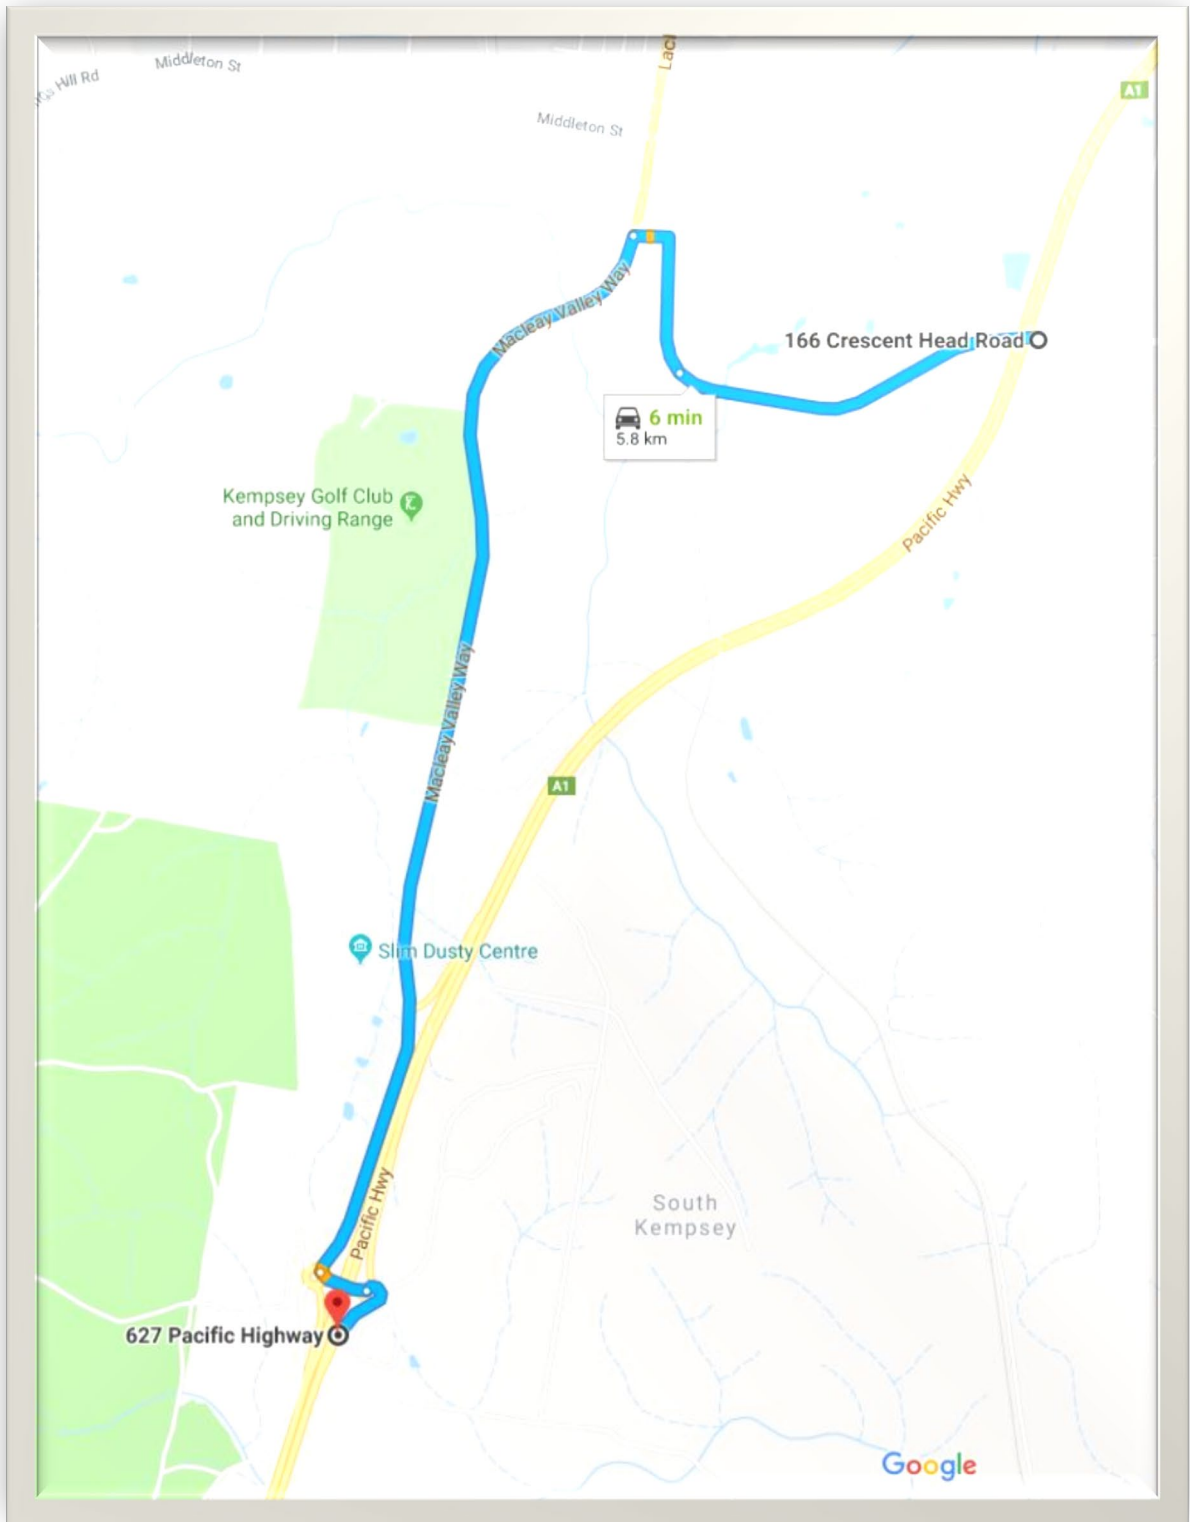 Middleton St
Hill Rd
A1
Middleton St
Macleay Valley Way
166 Crescent Head Road
6 min
5.8 km
Kempsey Golf Club
and Driving Range
Pacific Hwy
Macleay Valley Way
A1
Slim Dusty Centre
Pacific Hwy
South
Kempsey
627 Pacific Highway
Google